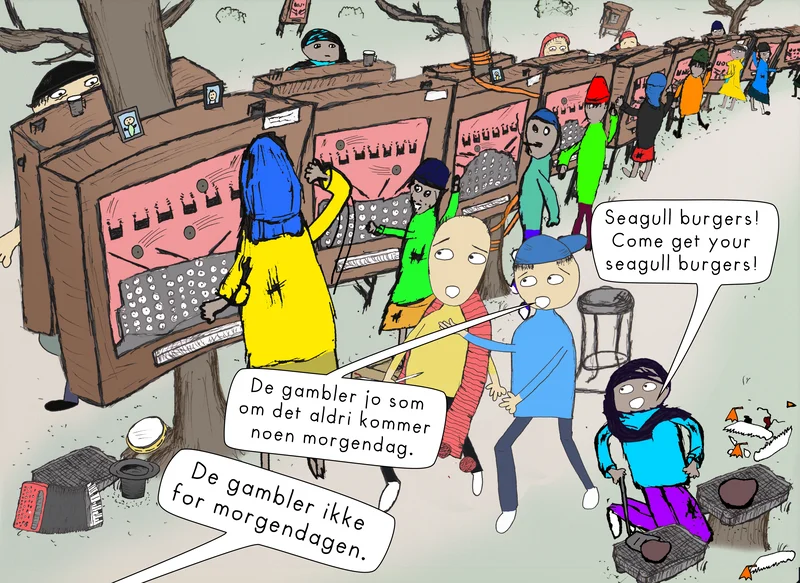 Seagull burgers!
Come get your
seagull burgers!
De gambler jo som
om det aldri kommer
noen morgendag.
De gambler ikke
for morgendagen.